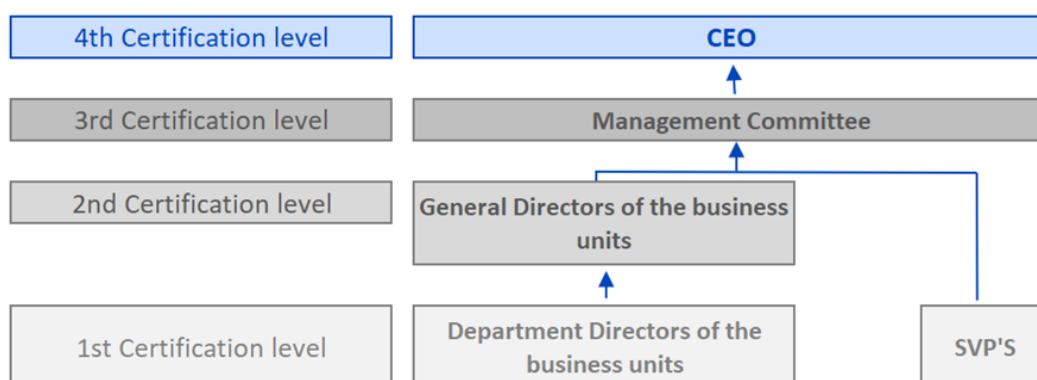 4th Certification level
CEO
3rd Certification level
Management Committee
2nd Certification level
General Directors of the business
units
1st Certification level
Department Directors of the
business units
SVP'S